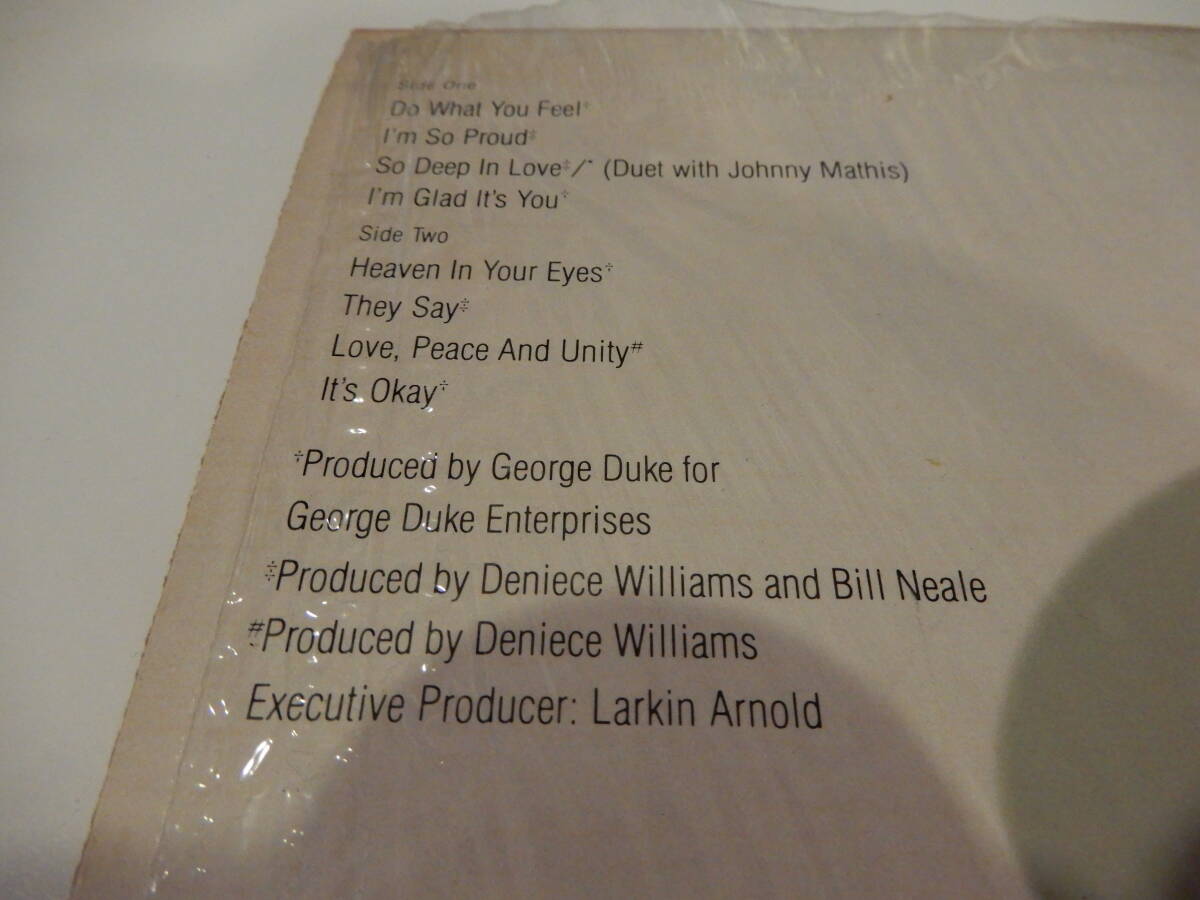 Side One
Do What You Feel†
I'm So Proud‡
So Deep In Love‡/* (Duet with Johnny Mathis)
I'm Glad It's You†
Side Two
Heaven In Your Eyes†
They Say‡
Love, Peace And Unity#
It's Okay†
†Produced by George Duke for
George Duke Enterprises
‡Produced by Deniece Williams and Bill Neale
#Produced by Deniece Williams
Executive Producer: Larkin Arnold